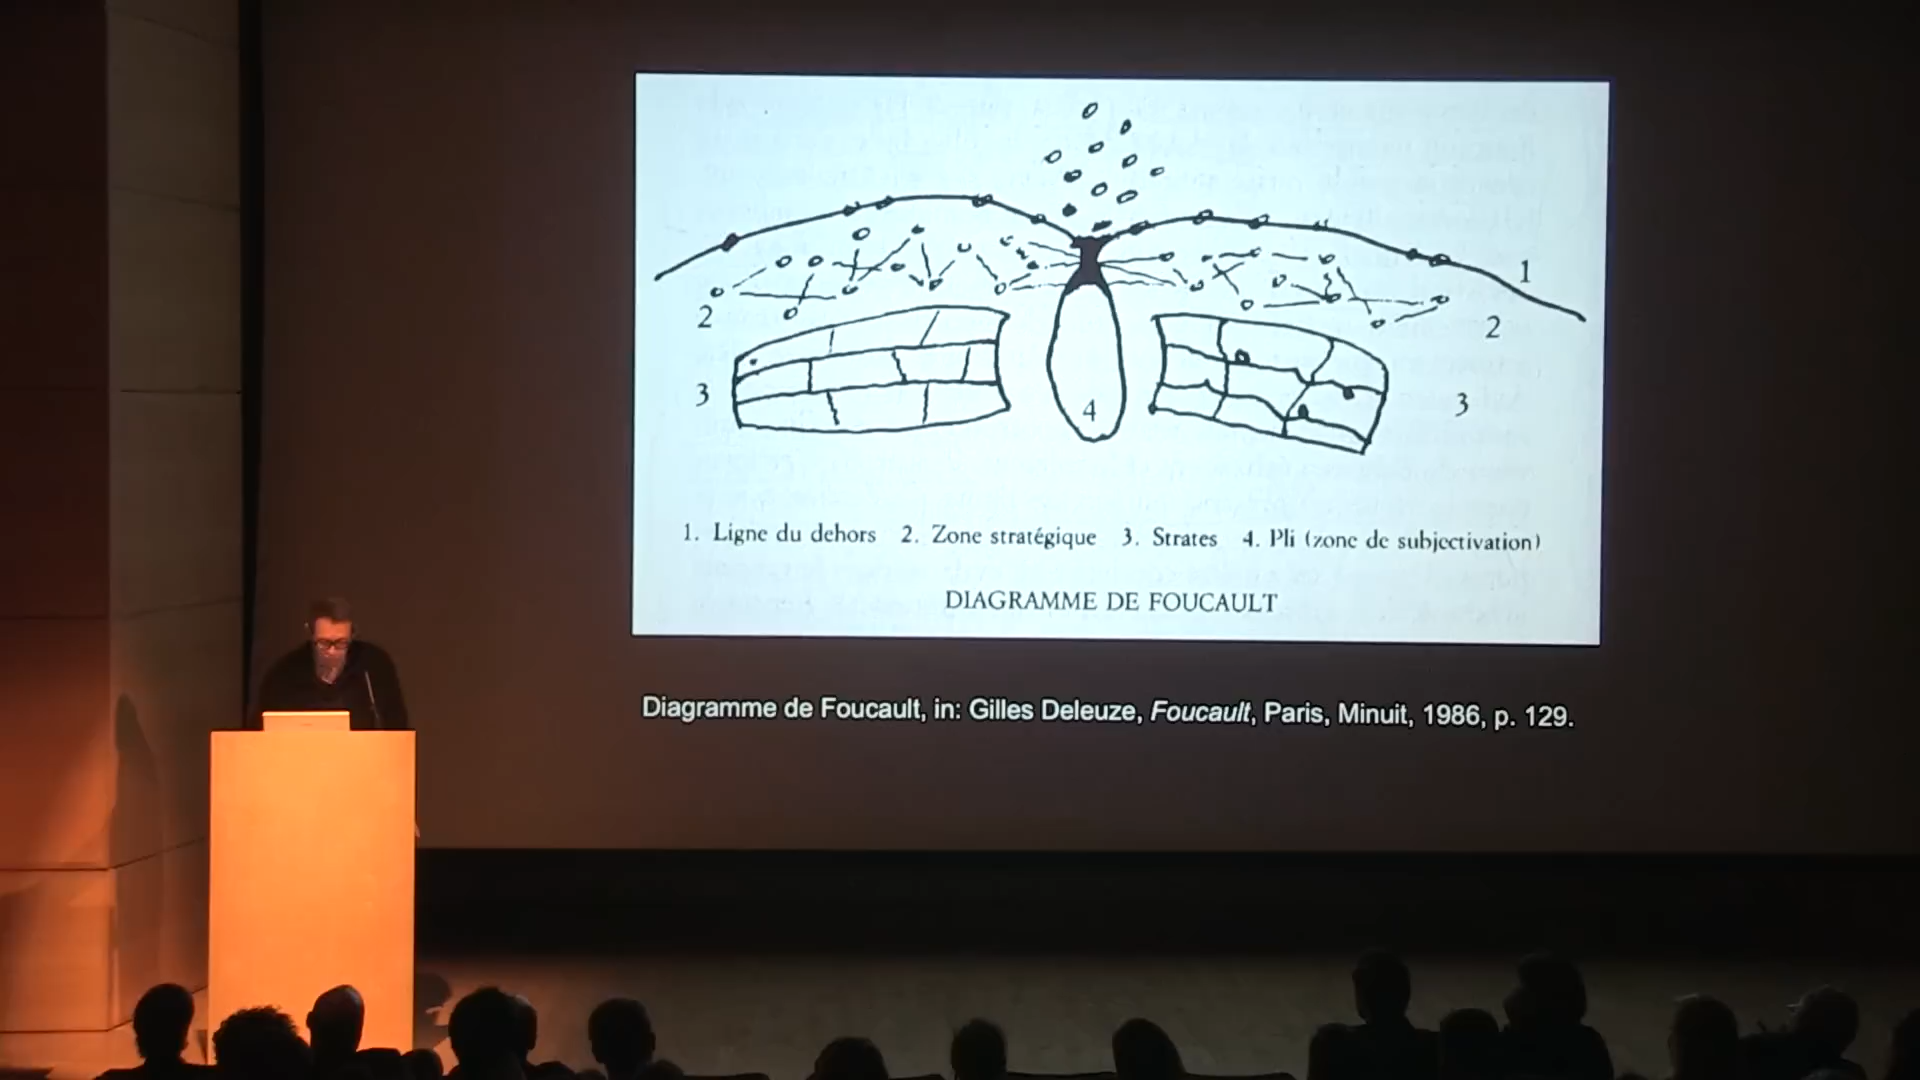 1
2
2
3
3
4
1. Ligne du dehors 2. Zone stratégique 3. Strates 4. Pli (zone de subjectivation)
DIAGRAMME DE FOUCAULT
Diagramme de Foucault, in: Gilles Deleuze, Foucault, Paris, Minuit, 1986, p. 129.